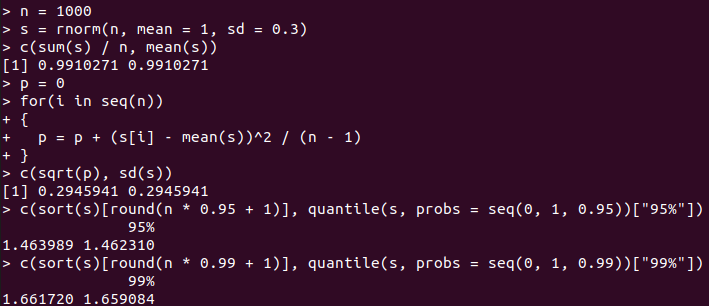 > n = 1000
> s = rnorm(n, mean = 1, sd = 0.3)
> c(sum(s) / n, mean(s))
[1] 0.9910271 0.9910271
> p = 0
> for(i in seq(n))
+ {
+   p = p + (s[i] - mean(s))^2 / (n - 1)
+ }
> c(sqrt(p), sd(s))
[1] 0.2945941 0.2945941
> c(sort(s)[round(n * 0.95 + 1)], quantile(s, probs = seq(0, 1, 0.95))["95%"])
              95%
1.463989 1.462310
> c(sort(s)[round(n * 0.99 + 1)], quantile(s, probs = seq(0, 1, 0.99))["99%"])
              99%
1.661720 1.659084